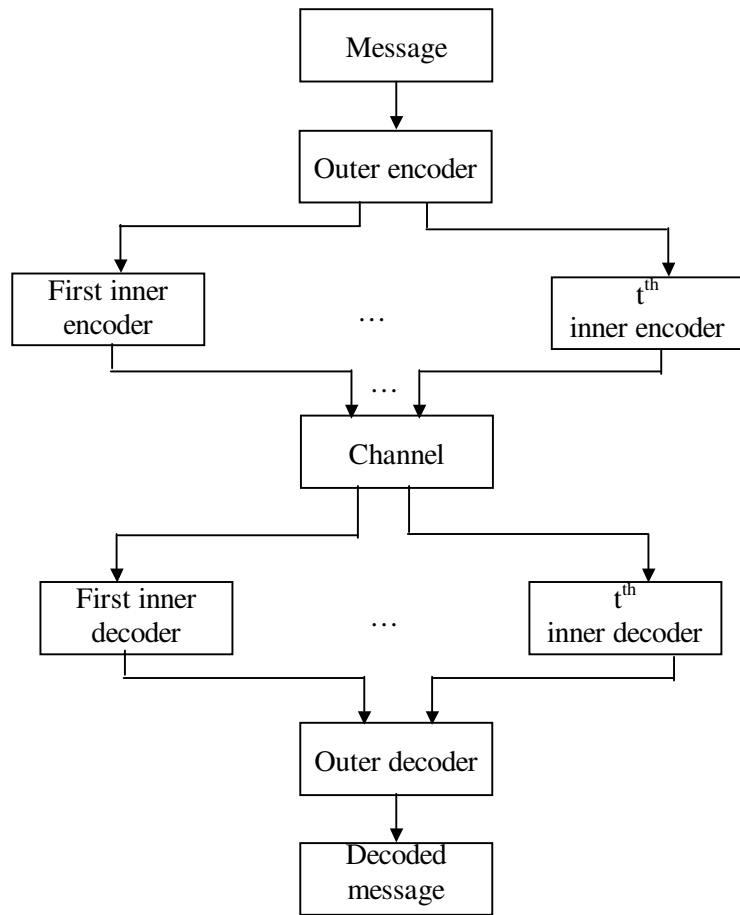 Message
Outer encoder
First inner
encoder
…
t^th
inner encoder
…
Channel
First inner
decoder
…
t^th
inner decoder
Outer decoder
Decoded
message